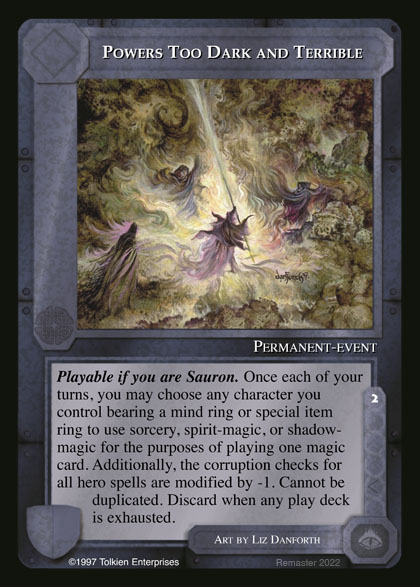 Powers Too Dark and Terrible
Permanent-event
Playable if you are Sauron. Once each of your
turns, you may choose any character you
control bearing a mind ring or special item
ring to use sorcery, spirit-magic, or shadow-
magic for the purposes of playing one magic
card. Additionally, the corruption checks for
all hero spells are modified by -1. Cannot be
duplicated. Discard when any play deck
is exhausted.
2
Art by Liz Danforth
©1997 Tolkien Enterprises
Remaster 2022